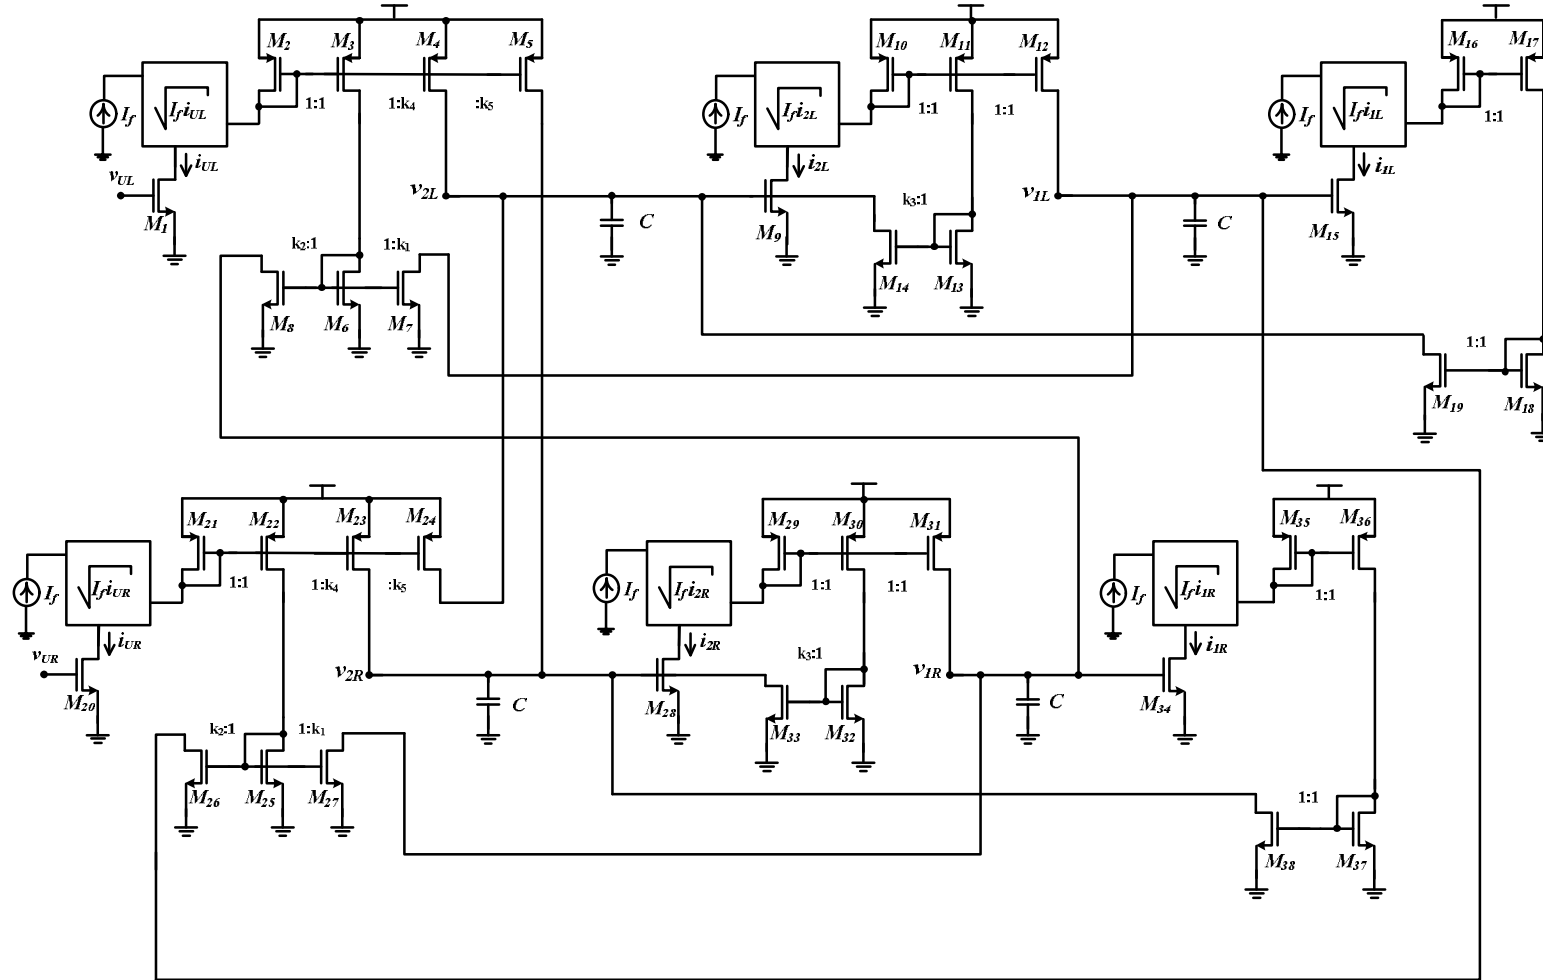 M2 M3 M4 M5
M10 M11 M12
M16 M17
If √Ifi_UL 1:1 1:k4 :k5
If √Ifi_2L 1:1 1:1
If √Ifi_1L 1:1
i_UL i_2L i_1L
v_UL v_2L v_1L
M1 C M9 C M15
k2:1 1:k1 k3:1
M14 M13
M8 M6 M7
1:1
M19 M18
M21 M22 M23 M24
M29 M30 M31
M35 M36
If √Ifi_UR 1:1 1:k4 :k5
If √Ifi_2R 1:1 1:1
If √Ifi_1R 1:1
i_UR i_2R i_1R
v_UR v_2R v_1R
M20 C M28 C M34
k3:1
M33 M32
k2:1 1:k1
M26 M25 M27
1:1
M38 M37